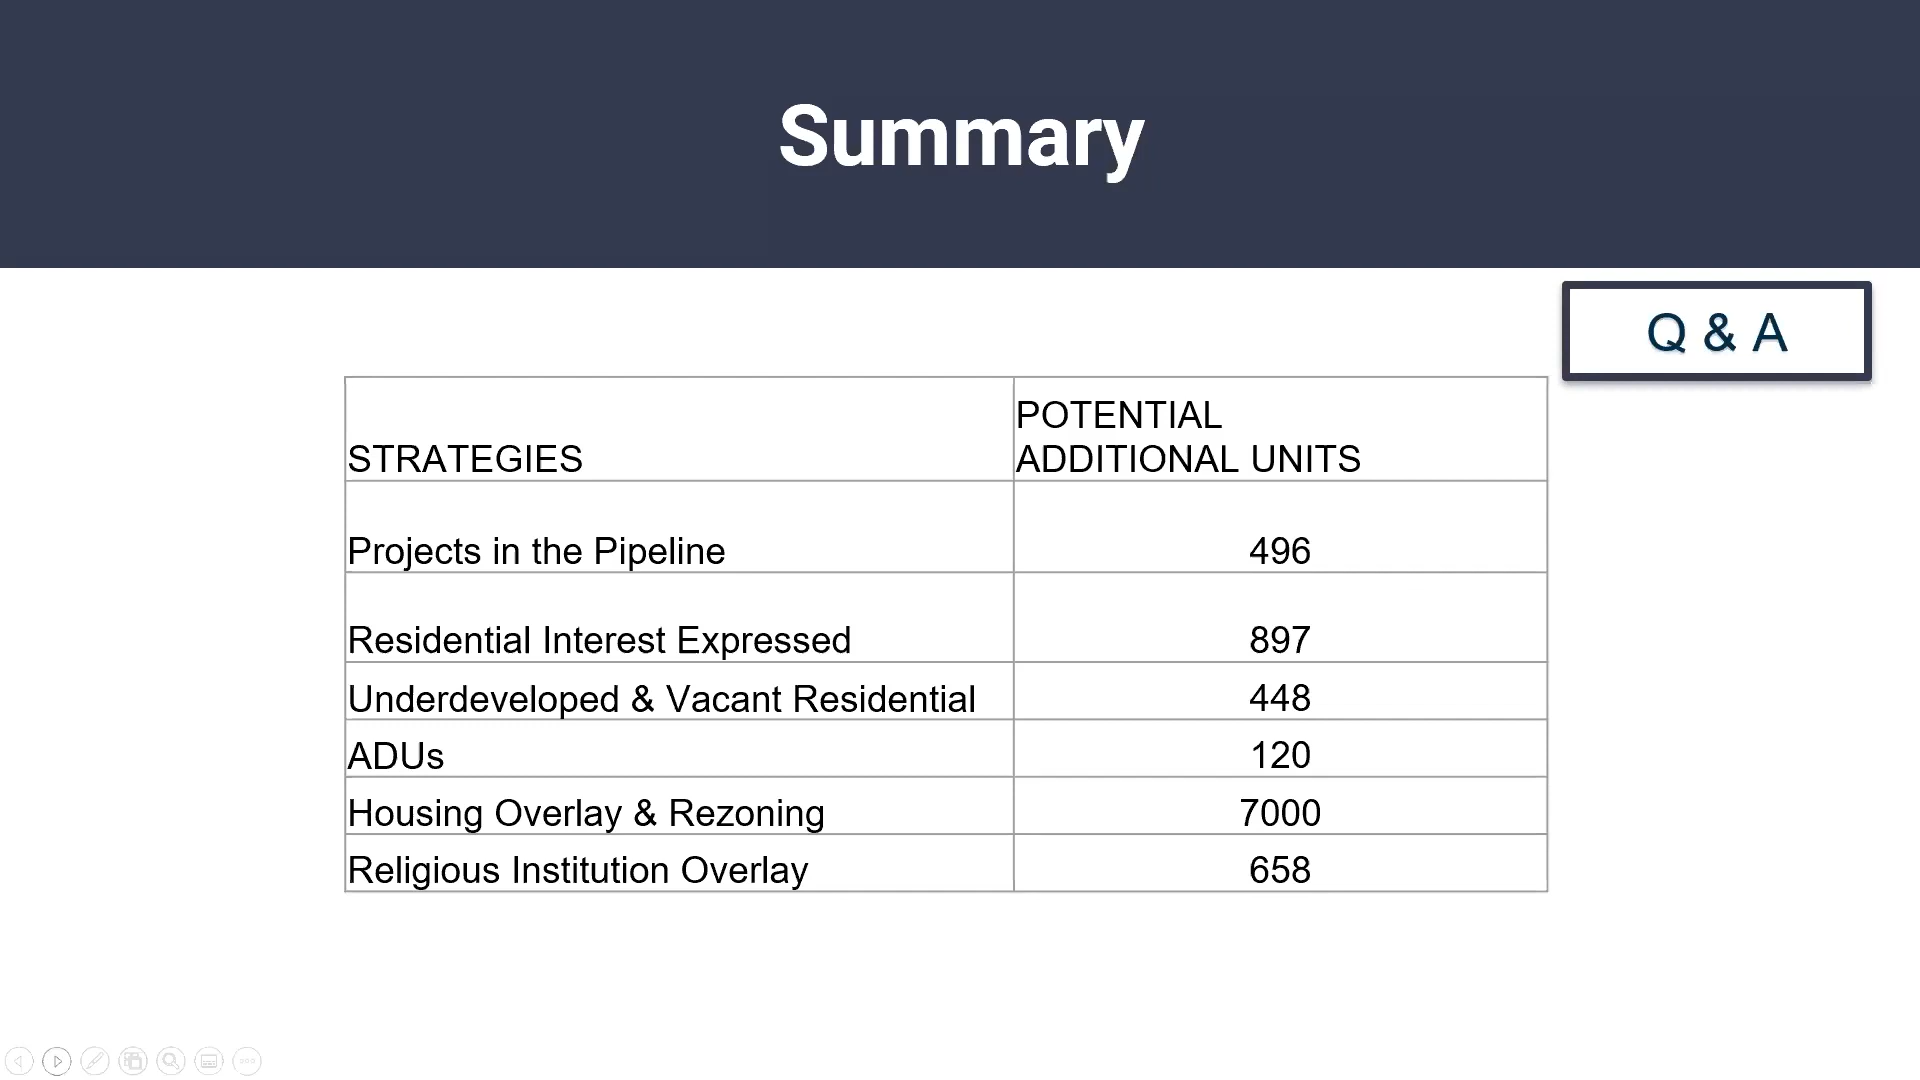 Summary
Q & A
STRATEGIES
POTENTIAL
ADDITIONAL UNITS
Projects in the Pipeline
496
Residential Interest Expressed
897
Underdeveloped & Vacant Residential
448
ADUs
120
Housing Overlay & Rezoning
7000
Religious Institution Overlay
658